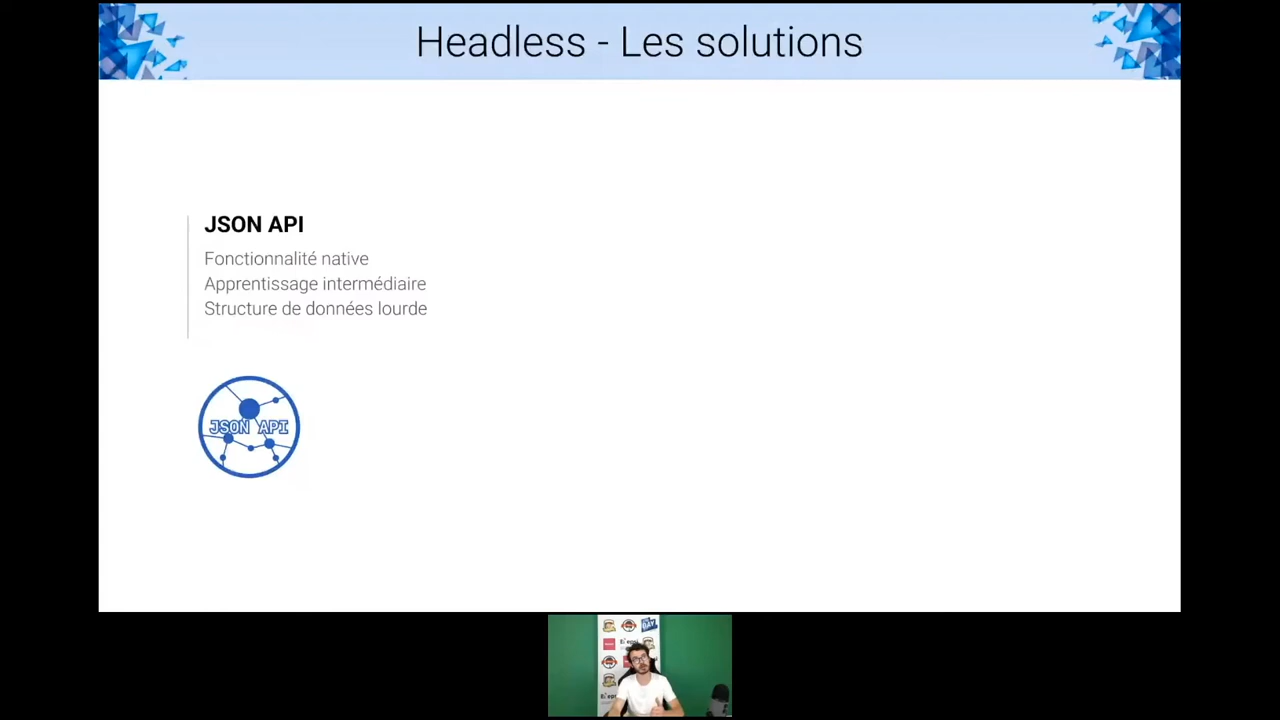 Headless - Les solutions
JSON API
Fonctionnalité native
Apprentissage intermédiaire
Structure de données lourde
JSON API